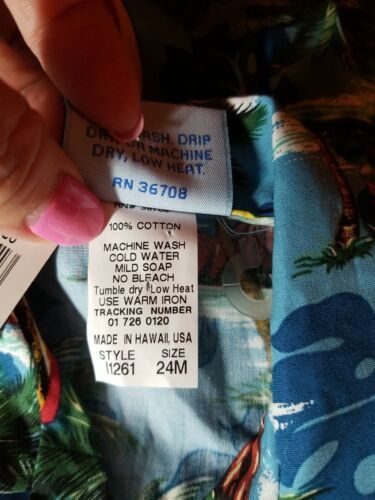 WASH. DRIP
DRY OR MACHINE
DRY, LOW HEAT.
RN 36708
RN# 36708
100% COTTON
MACHINE WASH
COLD WATER
MILD SOAP
NO BLEACH
Tumble dry Low Heat
USE WARM IRON
TRACKING NUMBER
01 726 0120
MADE IN HAWAII, USA
STYLE SIZE
1261 24M